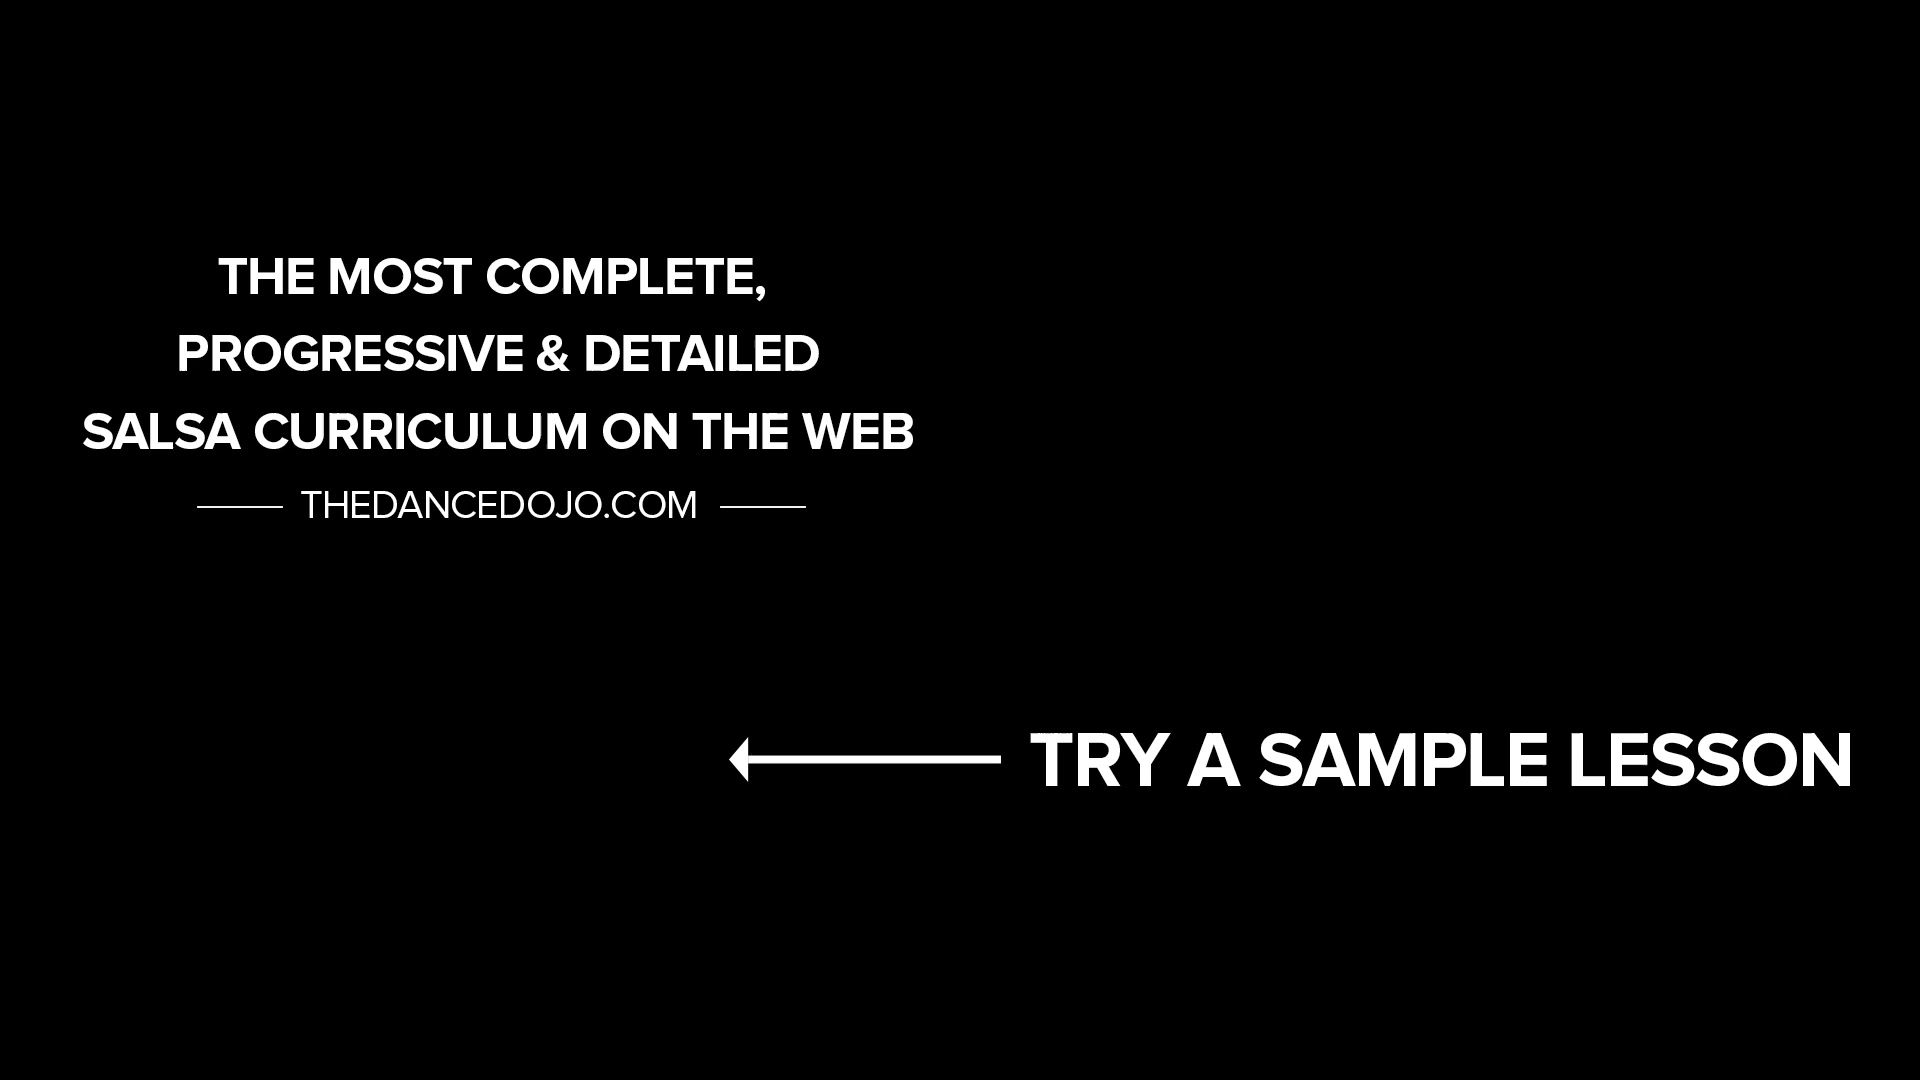 THE MOST COMPLETE,
PROGRESSIVE & DETAILED
SALSA CURRICULUM ON THE WEB
THEDANCEDOJO.COM
TRY A SAMPLE LESSON